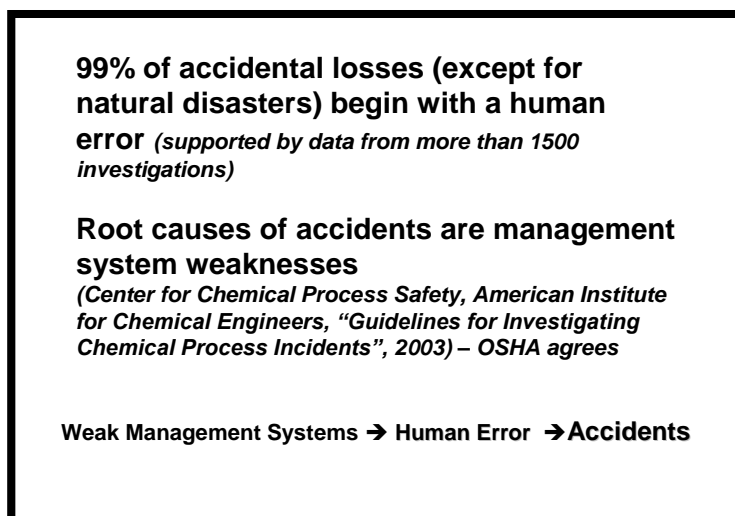 99% of accidental losses (except for
natural disasters) begin with a human
error (supported by data from more than 1500
investigations)
Root causes of accidents are management
system weaknesses
(Center for Chemical Process Safety, American Institute
for Chemical Engineers, “Guidelines for Investigating
Chemical Process Incidents”, 2003) – OSHA agrees
Weak Management Systems ➔ Human Error ➔Accidents